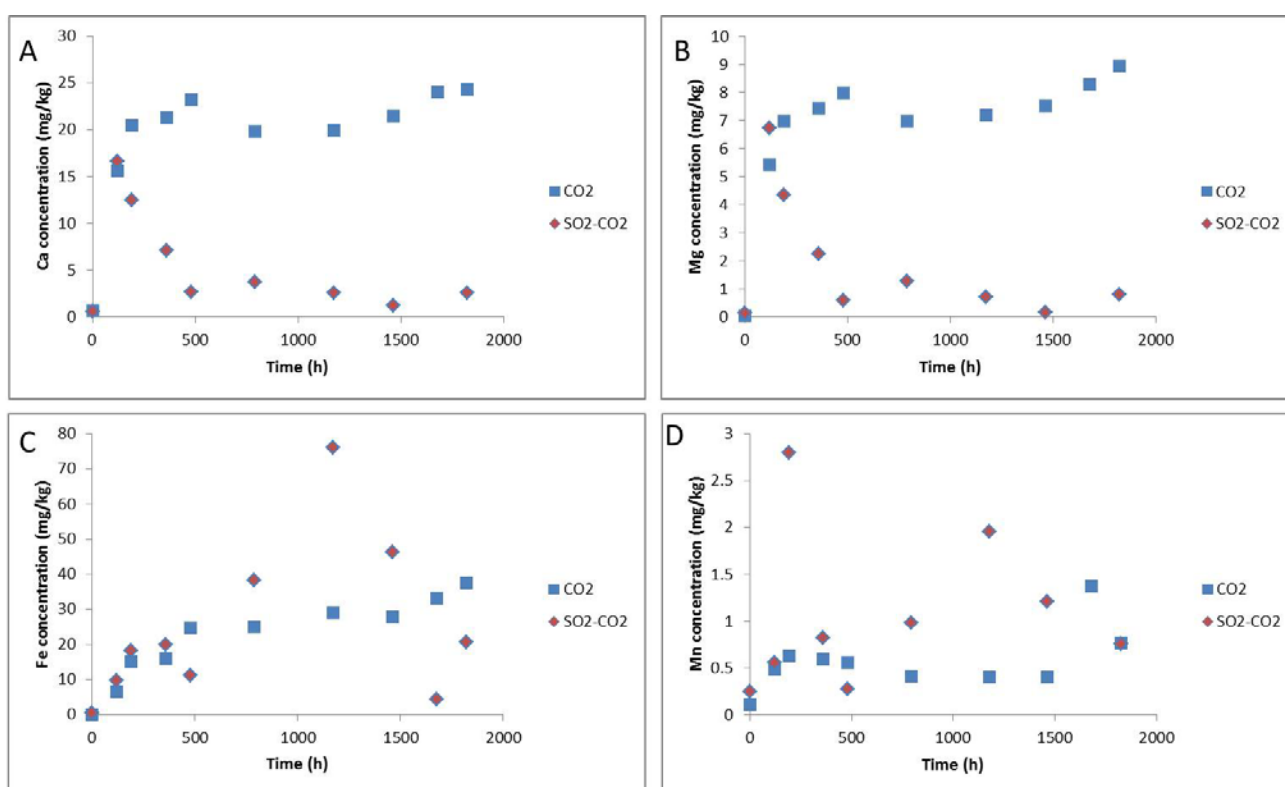 A
Ca concentration (mg/kg)
30
25
20
15
10
5
0
0 500 1000 1500 2000
Time (h)
CO2
SO2-CO2
B
Mg concentration (mg/kg)
10
9
8
7
6
5
4
3
2
1
0
0 500 1000 1500 2000
Time (h)
CO2
SO2-CO2
C
Fe concentration (mg/kg)
80
70
60
50
40
30
20
10
0
0 500 1000 1500 2000
Time (h)
CO2
SO2-CO2
D
Mn concentration (mg/kg)
3
2.5
2
1.5
1
0.5
0
0 500 1000 1500 2000
Time (h)
CO2
SO2-CO2